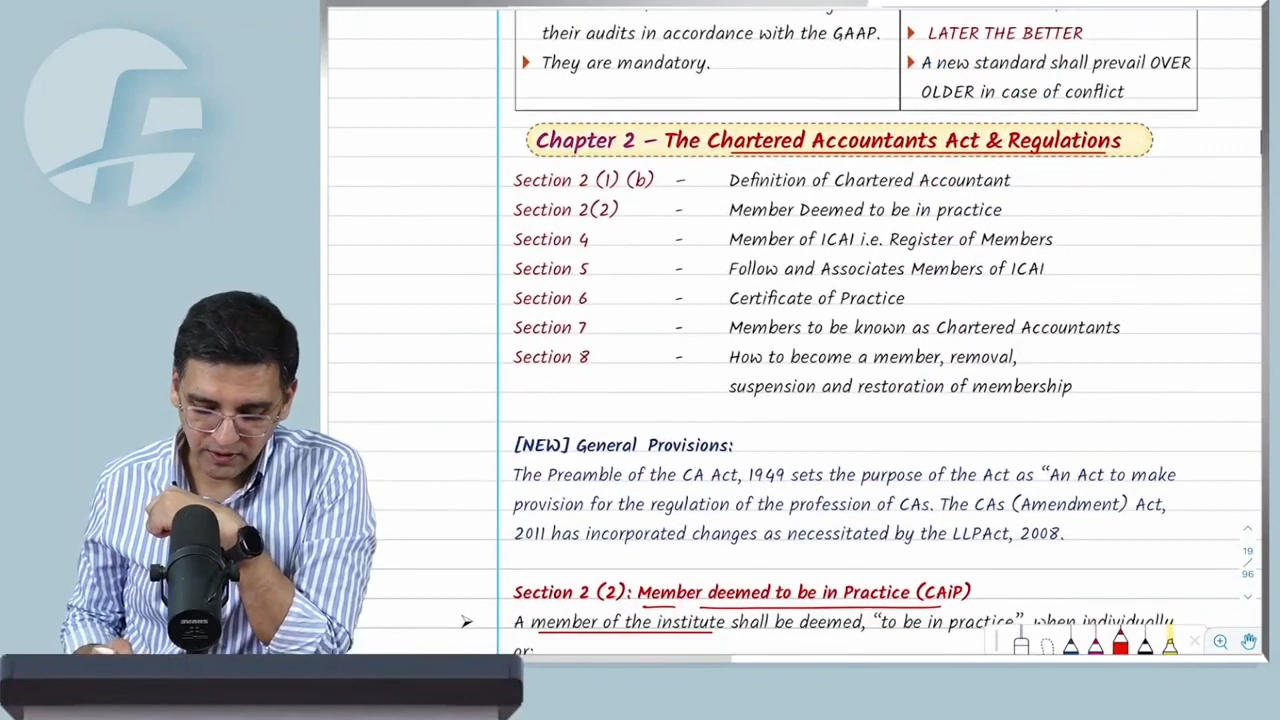 their audits in accordance with the GAAP.
They are mandatory.
LATER THE BETTER
A new standard shall prevail OVER
OLDER in case of conflict
Chapter 2 – The Chartered Accountants Act & Regulations
Section 2 (1) (b) - Definition of Chartered Accountant
Section 2(2) - Member Deemed to be in practice
Section 4 - Member of ICAI i.e. Register of Members
Section 5 - Follow and Associates Members of ICAI
Section 6 - Certificate of Practice
Section 7 - Members to be known as Chartered Accountants
Section 8 - How to become a member, removal,
suspension and restoration of membership
[NEW] General Provisions:
The Preamble of the CA Act, 1949 sets the purpose of the Act as “An Act to make
provision for the regulation of the profession of CAs. The CAs (Amendment) Act,
2011 has incorporated changes as necessitated by the LLPAct, 2008.
19
/
96
Section 2 (2): Member deemed to be in Practice (CAiP)
A member of the institute shall be deemed, “to be in practice”, when individually
or: